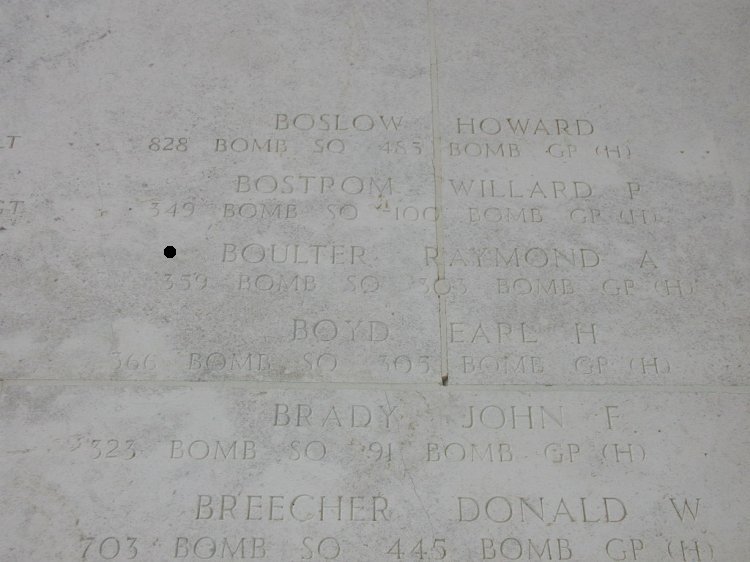 BOSLOW HOWARD
828 BOMB SQ 485 BOMB GP (H)
BOSTROM WILLARD P
349 BOMB SQ 100 BOMB GP (H)
BOULTER RAYMOND A
359 BOMB SQ 303 BOMB GP (H)
BOYD EARL H
366 BOMB SQ 305 BOMB GP (H)
BRADY JOHN F
323 BOMB SQ 91 BOMB GP (H)
BREECHER DONALD W
703 BOMB SQ 445 BOMB GP (H)